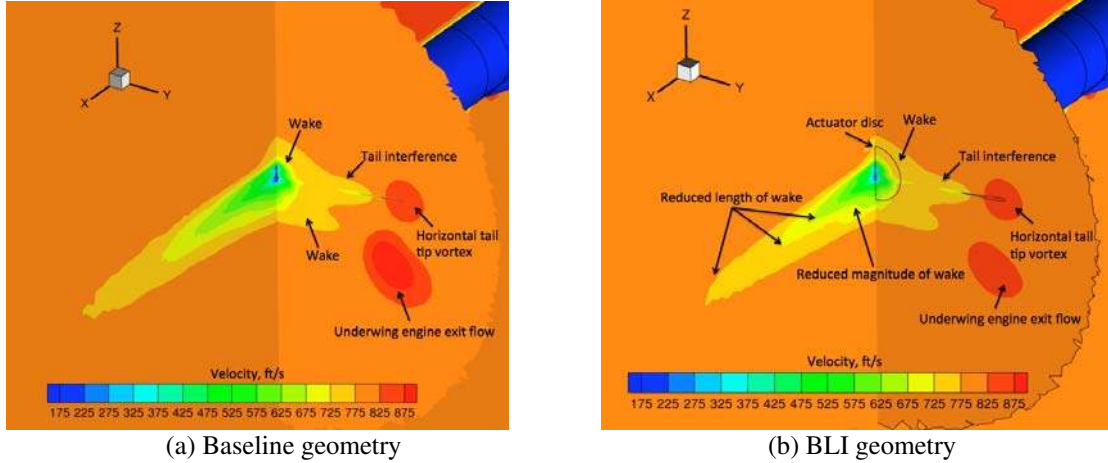 Z
X
Y
Wake
Tail interference
Wake
Horizontal tail
tip vortex
Underwing engine exit flow
Velocity, ft/s
175 225 275 325 375 425 475 525 575 625 675 725 775 825 875
(a) Baseline geometry
Z
X
Y
Actuator disc
Wake
Tail interference
Reduced length of wake
Horizontal tail
tip vortex
Reduced magnitude of wake
Underwing engine exit flow
Velocity, ft/s
175 225 275 325 375 425 475 525 575 625 675 725 775 825 875
(b) BLI geometry